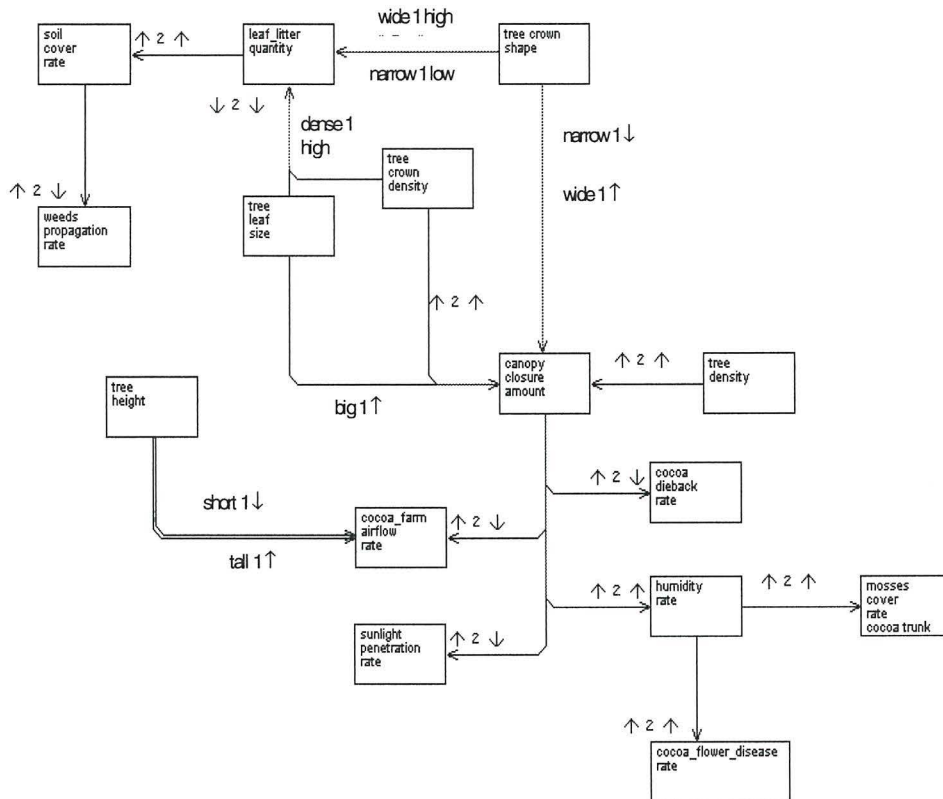 wide 1 high
soil
cover
rate
↑ 2 ↑
leaf_litter
quantity
tree crown
shape
narrow 1 low
↓ 2 ↓
dense 1
high
narrow 1 ↓
tree
crown
density
wide 1 ↑
↑ 2 ↓
weeds
propagation
rate
tree
leaf
size
↑ 2 ↑
canopy
closure
amount
↑ 2 ↑
tree
density
tree
height
big 1 ↑
short 1 ↓
↑ 2 ↓
cocoa
dieback
rate
cocoa_farm
airflow
rate
↑ 2 ↓
tall 1 ↑
↑ 2 ↑
humidity
rate
↑ 2 ↑
mosses
cover
rate
cocoa trunk
sunlight
penetration
rate
↑ 2 ↓
↑ 2 ↑
cocoa_flower_disease
rate